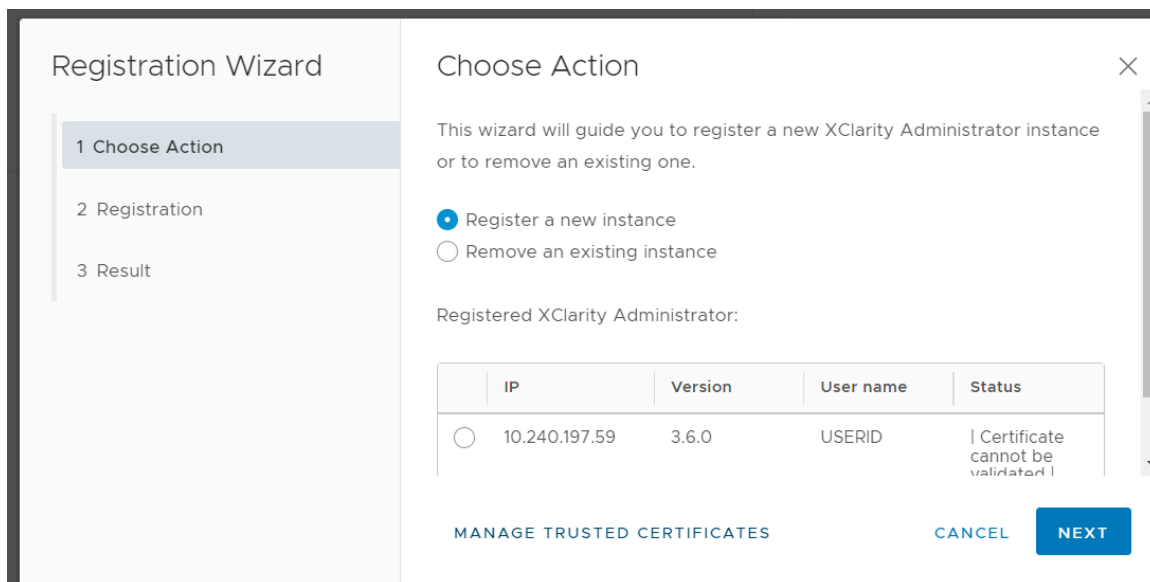 Registration Wizard
1 Choose Action
2 Registration
3 Result
Choose Action
This wizard will guide you to register a new XClarity Administrator instance
or to remove an existing one.
Register a new instance
Remove an existing instance
Registered XClarity Administrator:
IP Version User name Status
10.240.197.59 3.6.0 USERID | Certificate
cannot be
validated |
MANAGE TRUSTED CERTIFICATES CANCEL NEXT